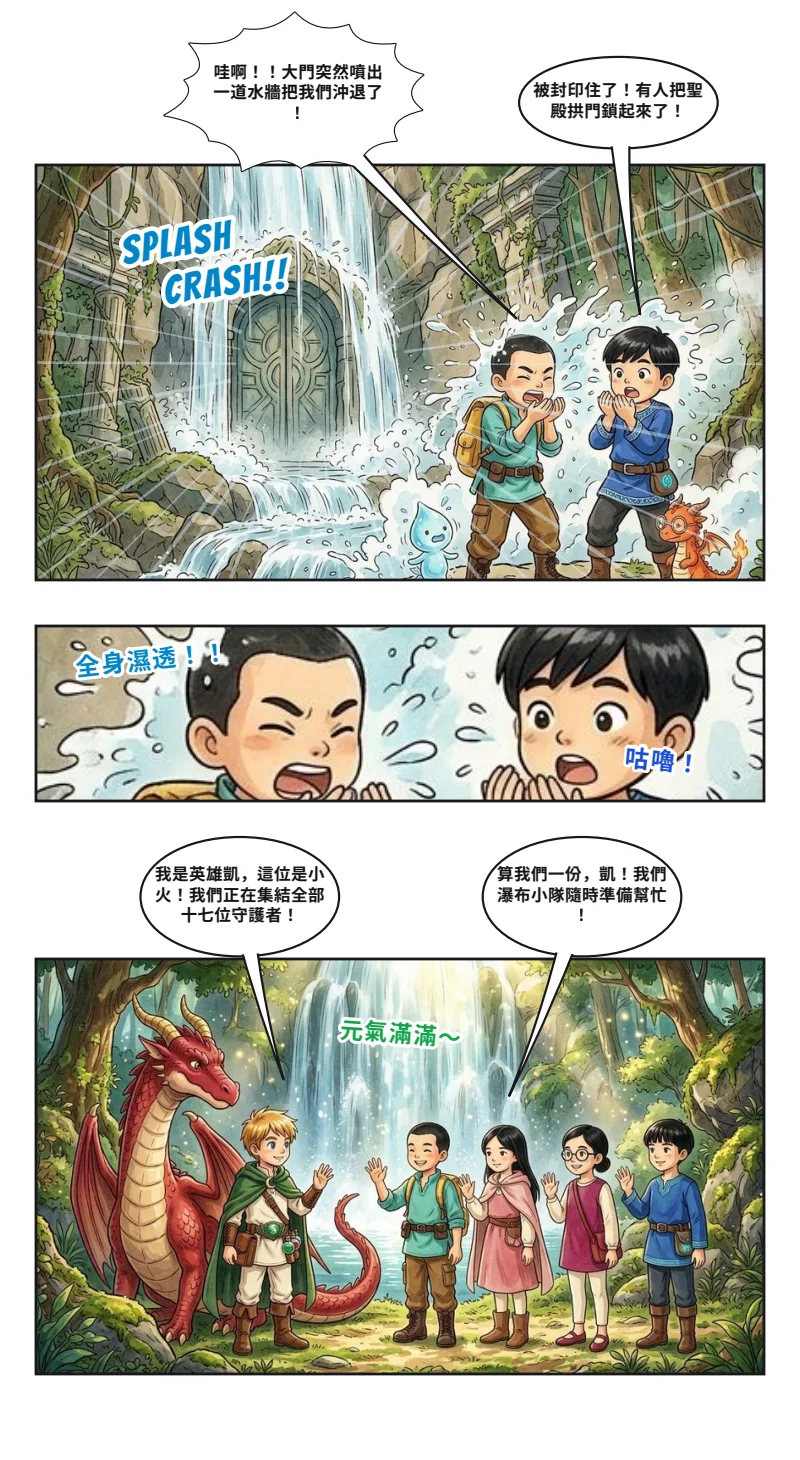 哇啊！！大門突然噴出
一道水牆把我們沖退了
！
被封印住了！有人把聖
殿拱門鎖起來了！
SPLASH
CRASH!!
全身濕透！！
咕嚕！
我是英雄凱，這位是小
火！我們正在集結全部
十七位守護者！
算我們一份，凱！我們
瀑布小隊隨時準備幫忙
！
元氣滿滿～